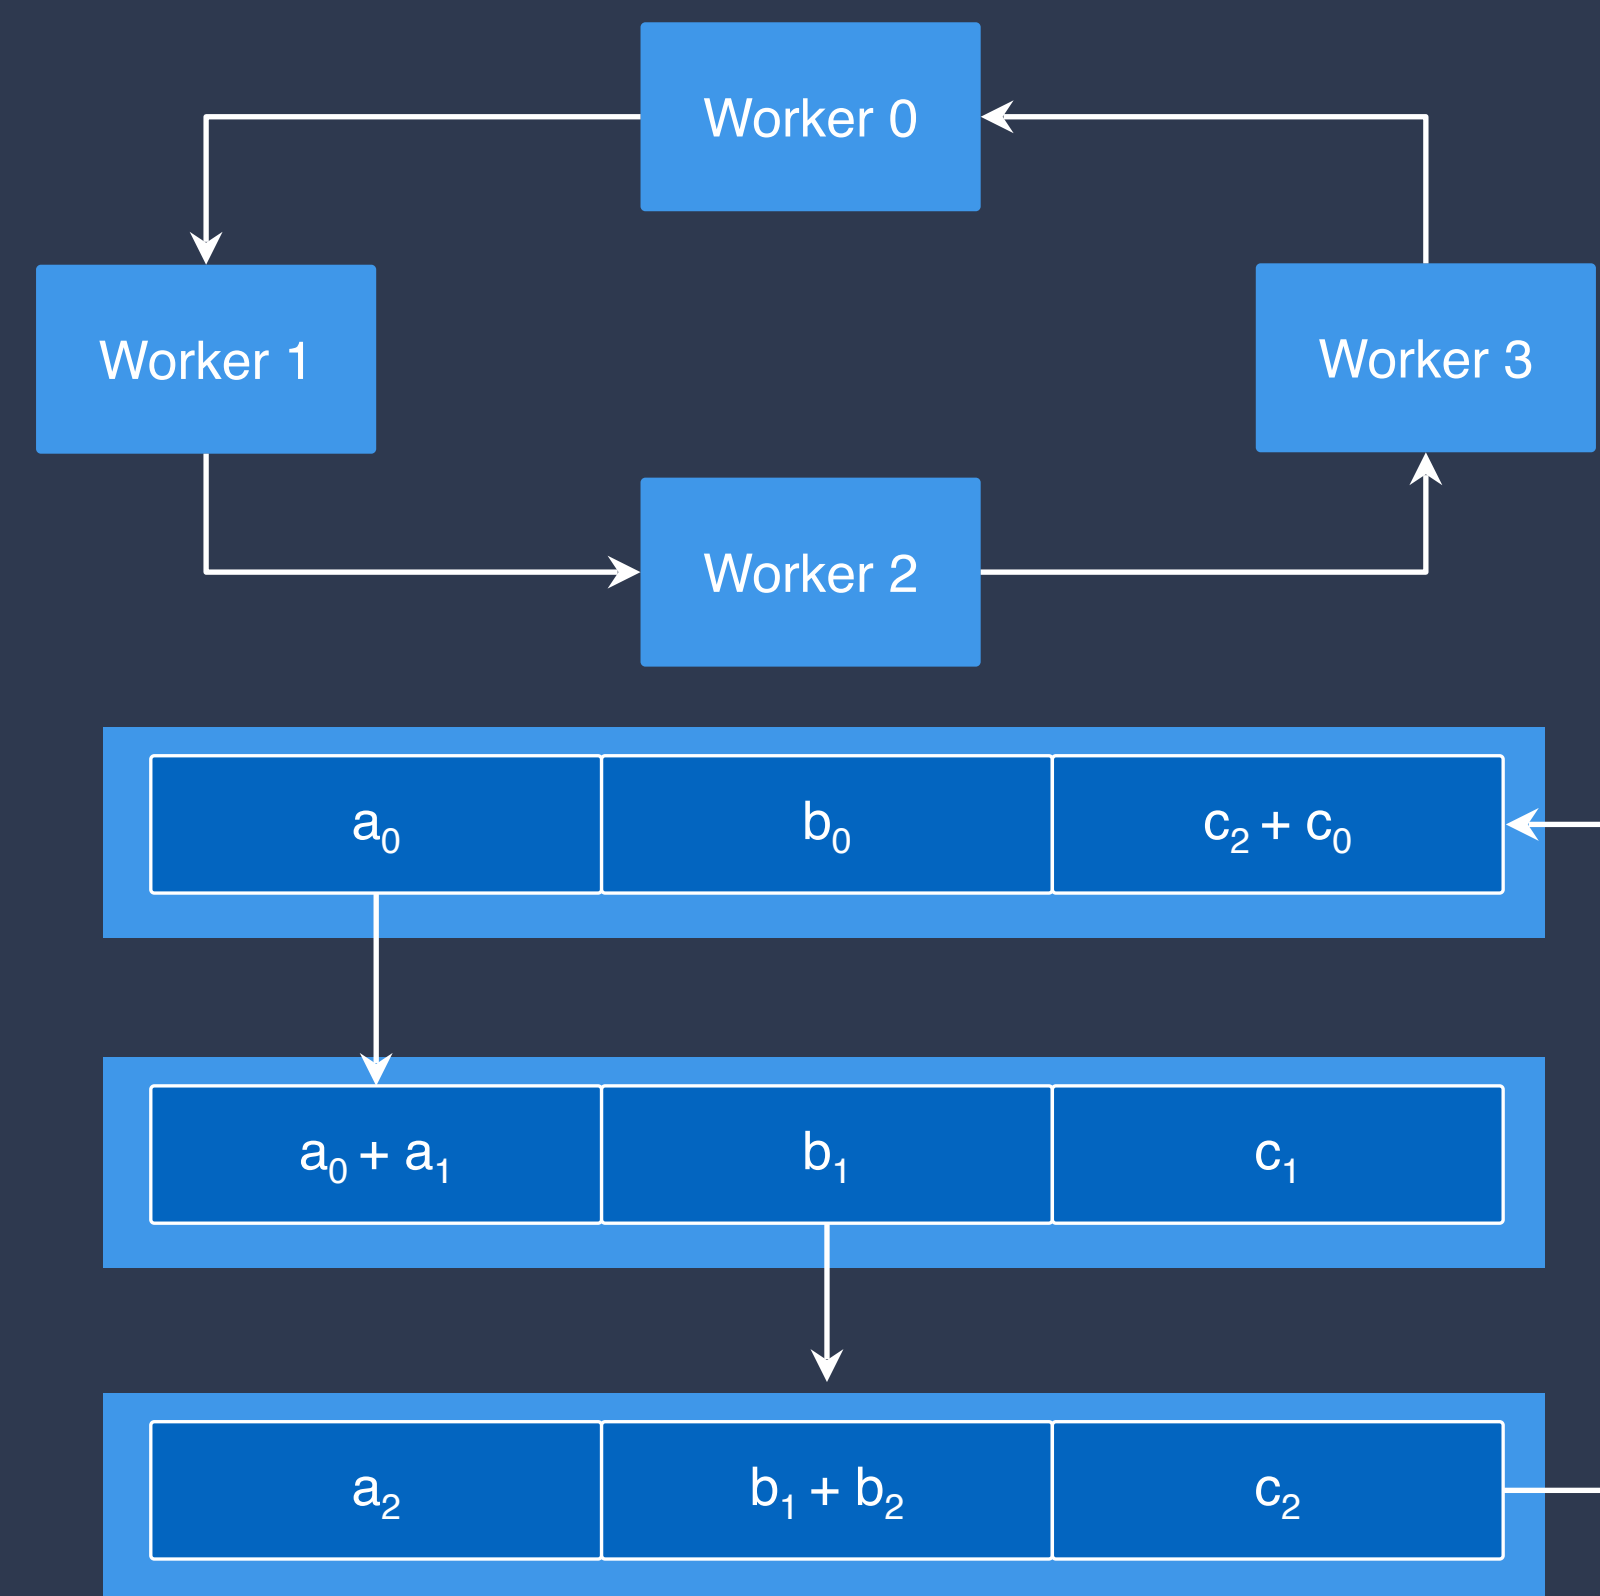 Worker 0
Worker 1
Worker 3
Worker 2
a₀ b₀ c₂ + c₀
a₀ + a₁ b₁ c₁
a₂ b₁ + b₂ c₂